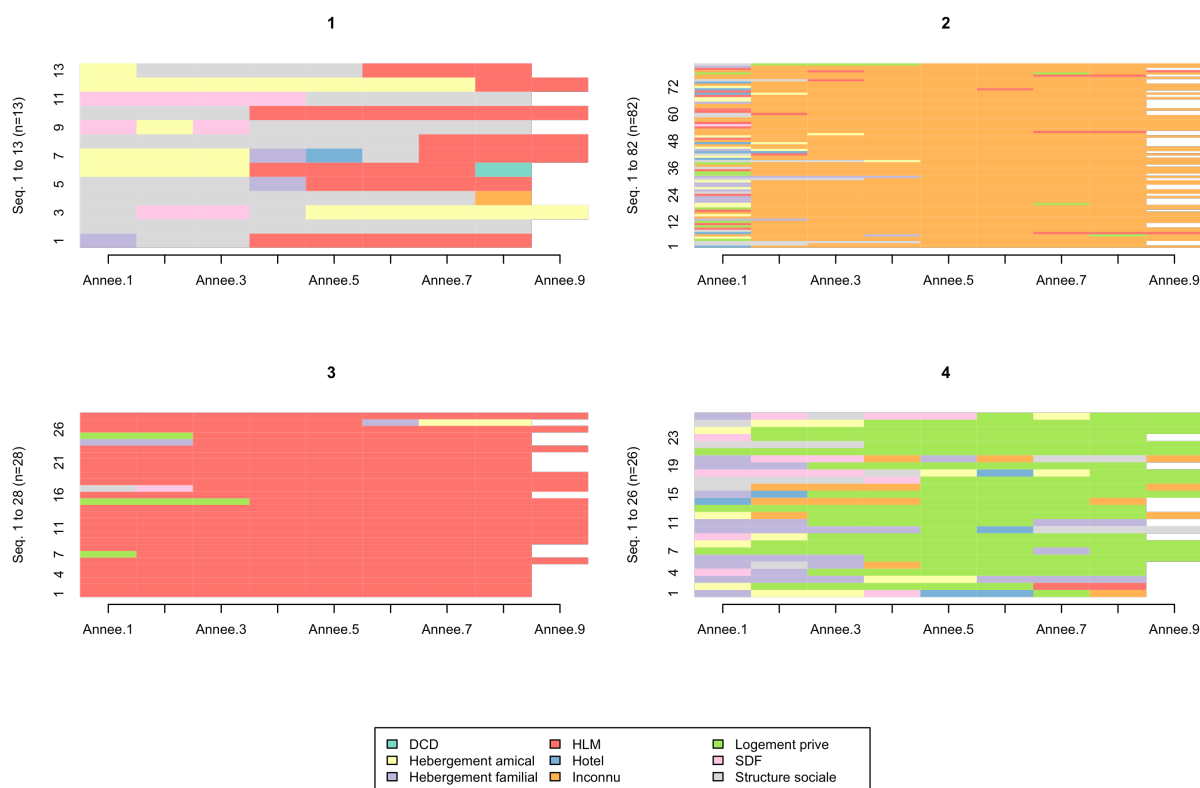 1
Seq. 1 to 13 (n=13)
13
11
9
7
5
3
1
Annee.1 Annee.3 Annee.5 Annee.7 Annee.9
2
Seq. 1 to 82 (n=82)
72
60
48
36
24
12
1
Annee.1 Annee.3 Annee.5 Annee.7 Annee.9
3
Seq. 1 to 28 (n=28)
26
21
16
11
7
4
1
Annee.1 Annee.3 Annee.5 Annee.7 Annee.9
4
Seq. 1 to 26 (n=26)
23
19
15
11
7
4
1
Annee.1 Annee.3 Annee.5 Annee.7 Annee.9
DCD HLM Logement prive
Hebergement amical Hotel SDF
Hebergement familial Inconnu Structure sociale